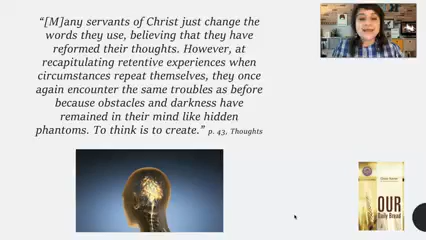 “[M]any servants of Christ just change the
words they use, believing that they have
reformed their thoughts. However, at
recapitulating retentive experiences when
circumstances repeat themselves, they once
again encounter the same troubles as before
because obstacles and darkness have
remained in their mind like hidden
phantoms. To think is to create.” p. 43, Thoughts
OUR
Daily Bread